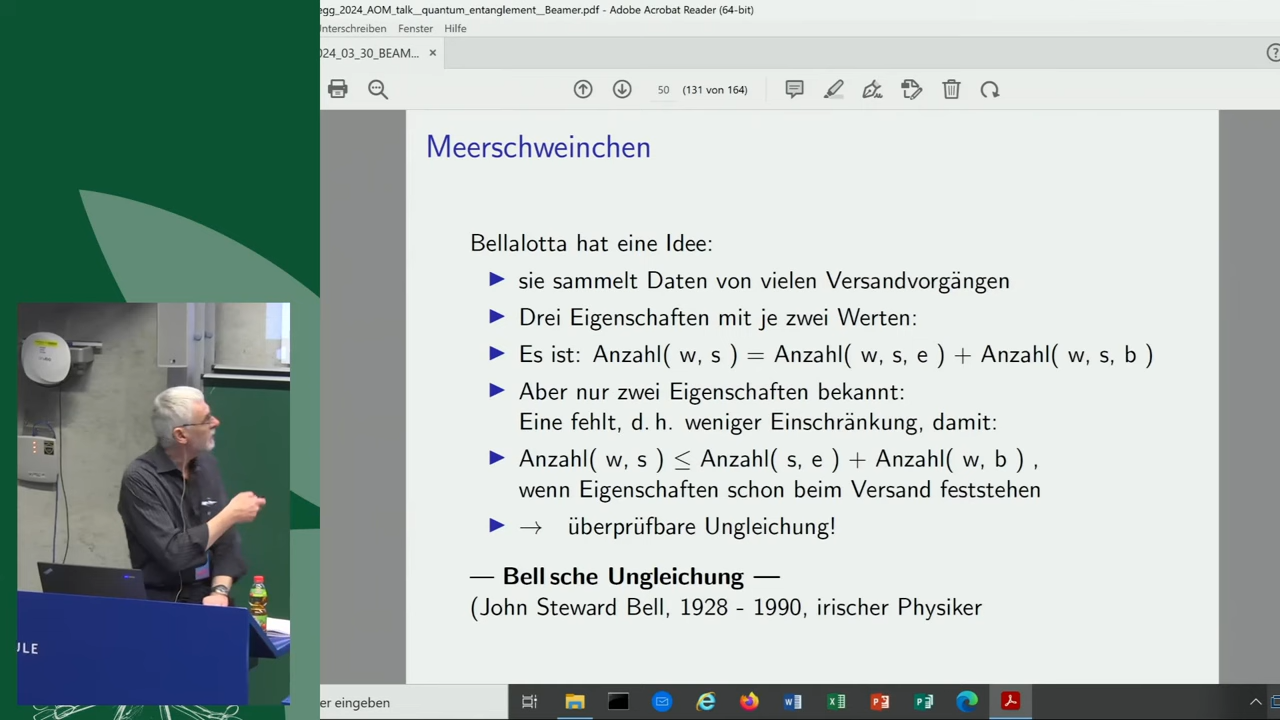 egg_2024_AOM_talk__quantum_entanglement__Beamer.pdf - Adobe Acrobat Reader (64-bit)
nterschreiben Fenster Hilfe
024_03_30_BEAM... ×
50 (131 von 164)
Meerschweinchen
Bellalotta hat eine Idee:
▶ sie sammelt Daten von vielen Versandvorgängen
▶ Drei Eigenschaften mit je zwei Werten:
▶ Es ist: Anzahl( w, s ) = Anzahl( w, s, e ) + Anzahl( w, s, b )
▶ Aber nur zwei Eigenschaften bekannt:
Eine fehlt, d. h. weniger Einschränkung, damit:
▶ Anzahl( w, s ) ≤ Anzahl( s, e ) + Anzahl( w, b ) ,
wenn Eigenschaften schon beim Versand feststehen
▶ → überprüfbare Ungleichung!
— Bell sche Ungleichung —
(John Steward Bell, 1928 - 1990, irischer Physiker
ULE
er eingeben